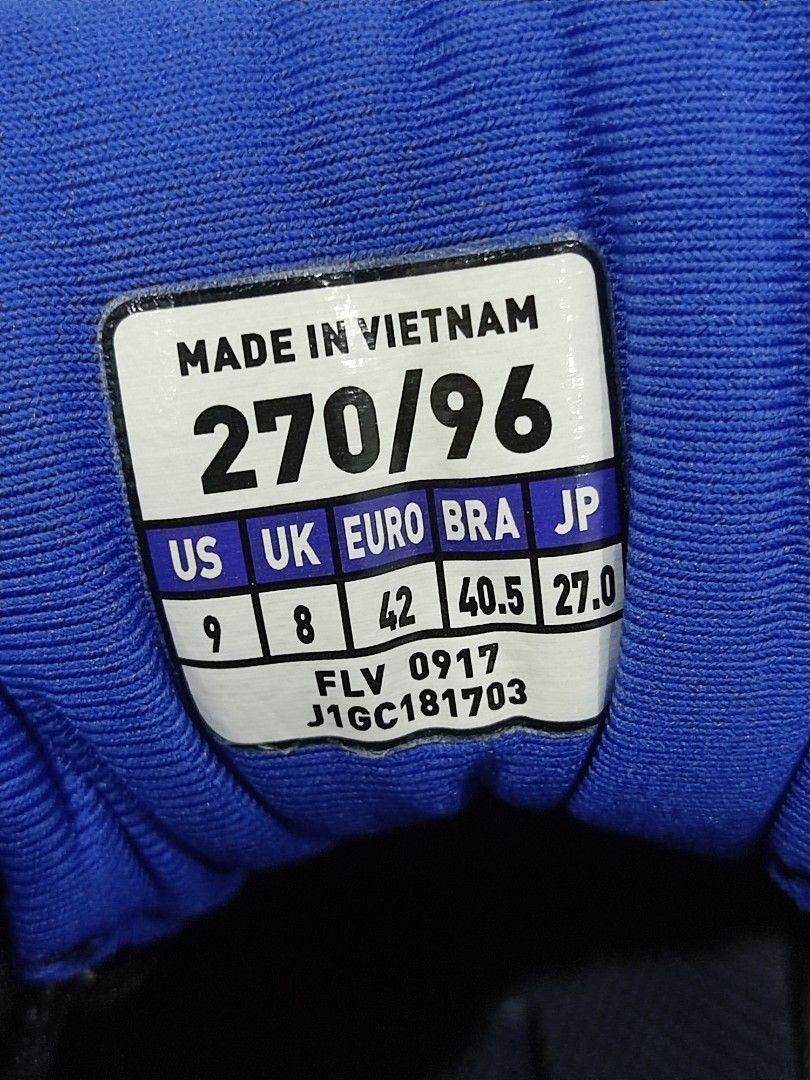 MADE IN VIETNAM
270/96
US UK EURO BRA JP
9 8 42 40.5 27.0
FLV 0917
J1GC181703